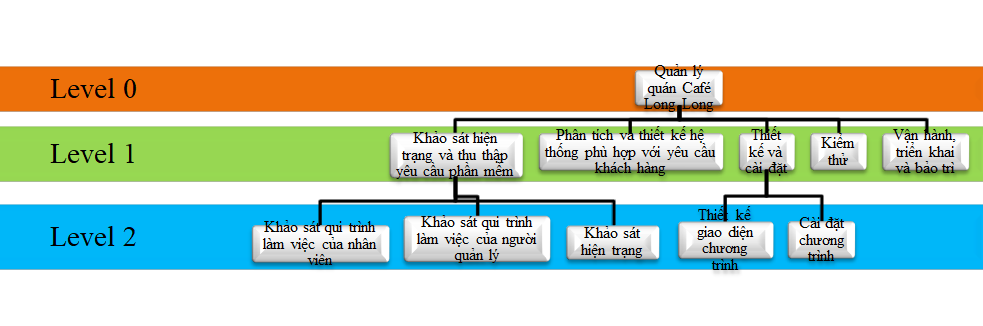 Level 0
Quản lý
quán Café
Long Long
Level 1
Khảo sát hiện
trạng và thu thập
yêu cầu phần mềm
Phân tích và thiết kế hệ
thống phù hợp với yêu cầu
khách hàng
Thiết
kế và
cài đặt
Kiểm
thử
Vận hành,
triển khai
và bảo trì
Level 2
Khảo sát qui trình
làm việc của nhân
viên
Khảo sát qui trình
làm việc của người
quản lý
Khảo sát
hiện trạng
Thiết kế
giao diện
chương
trình
Cài đặt
chương
trình